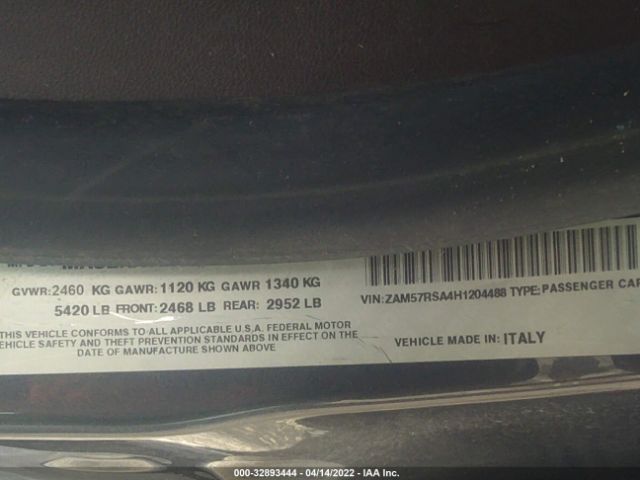 GVWR:2460 KG GAWR:1120 KG GAWR 1340 KG
5420 LB FRONT: 2468 LB REAR: 2952 LB
THIS VEHICLE CONFORMS TO ALL APPLICABLE U.S.A. FEDERAL MOTOR
VEHICLE SAFETY AND THEFT PREVENTION STANDARDS IN EFFECT ON THE
DATE OF MANUFACTURE SHOWN ABOVE
VIN: ZAM57RSA4H1204488 TYPE: PASSENGER CAR
VEHICLE MADE IN: ITALY
000-32893444 - 04/14/2022 - IAA Inc.